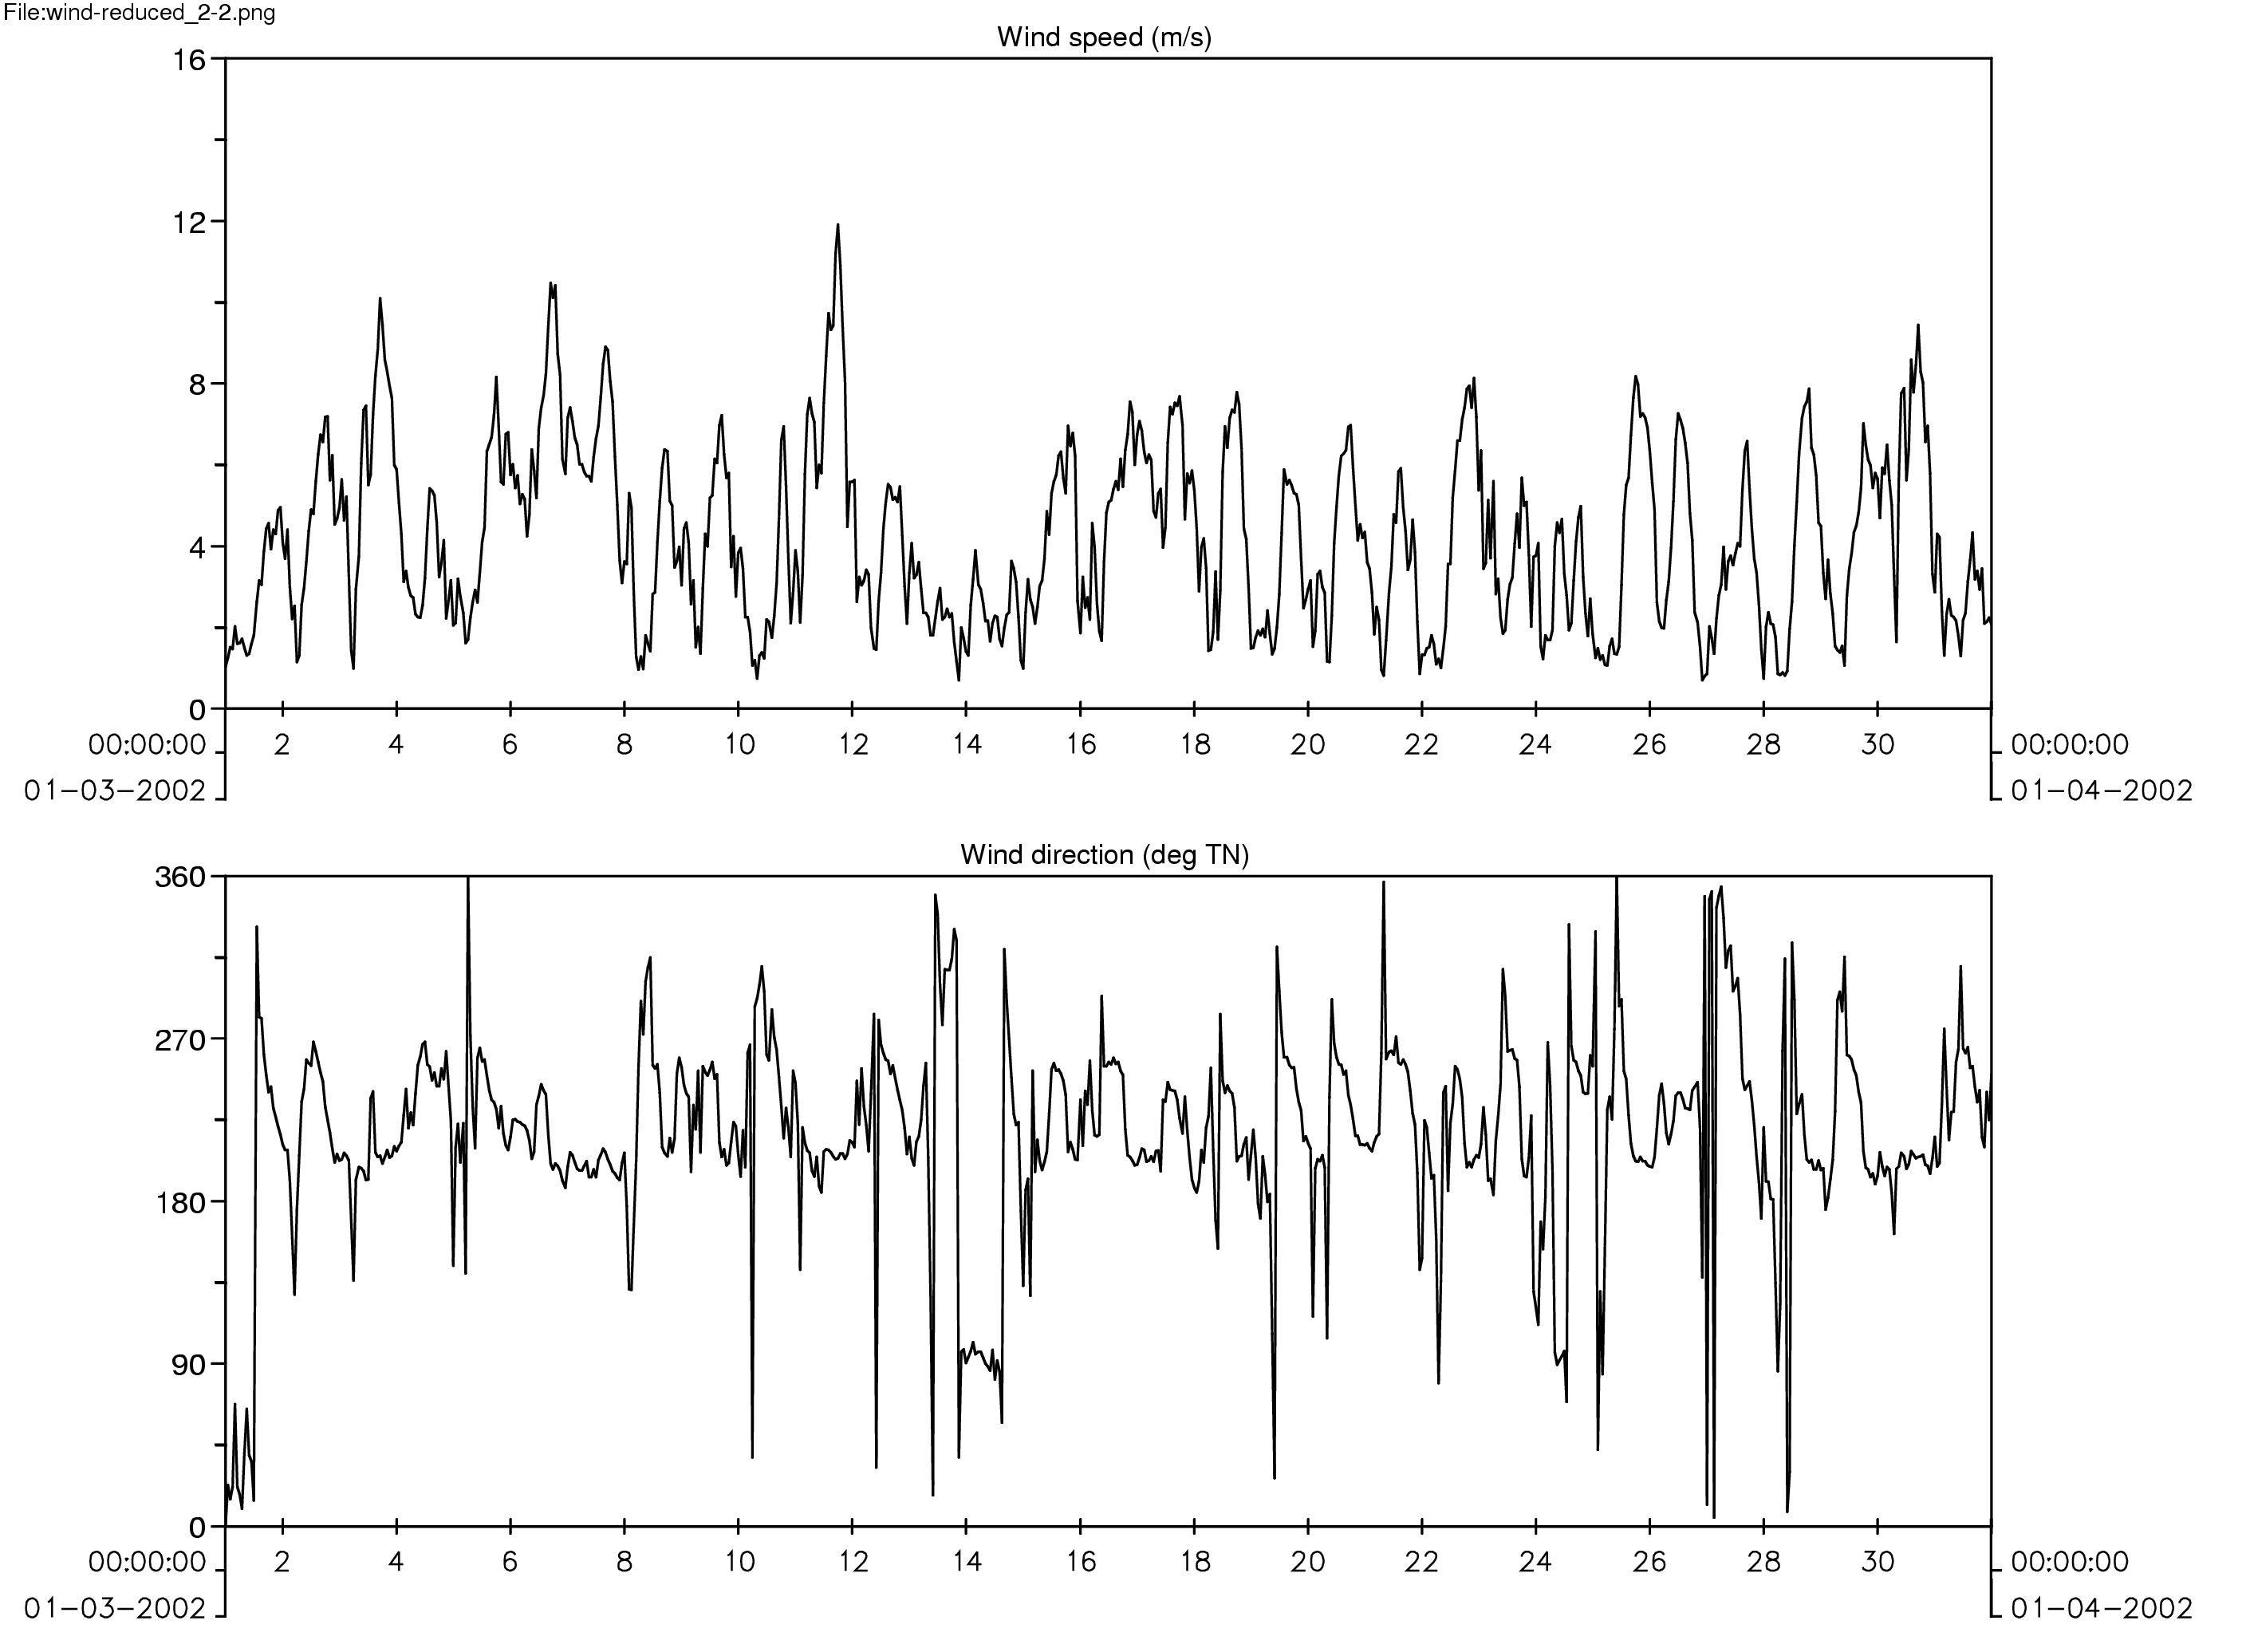 File:wind-reduced_2-2.png
Wind speed (m/s)
16
12
8
4
0
00:00:00 2 4 6 8 10 12 14 16 18 20 22 24 26 28 30 00:00:00
01-03-2002 01-04-2002
Wind direction (deg TN)
360
270
180
90
0
00:00:00 2 4 6 8 10 12 14 16 18 20 22 24 26 28 30 00:00:00
01-03-2002 01-04-2002